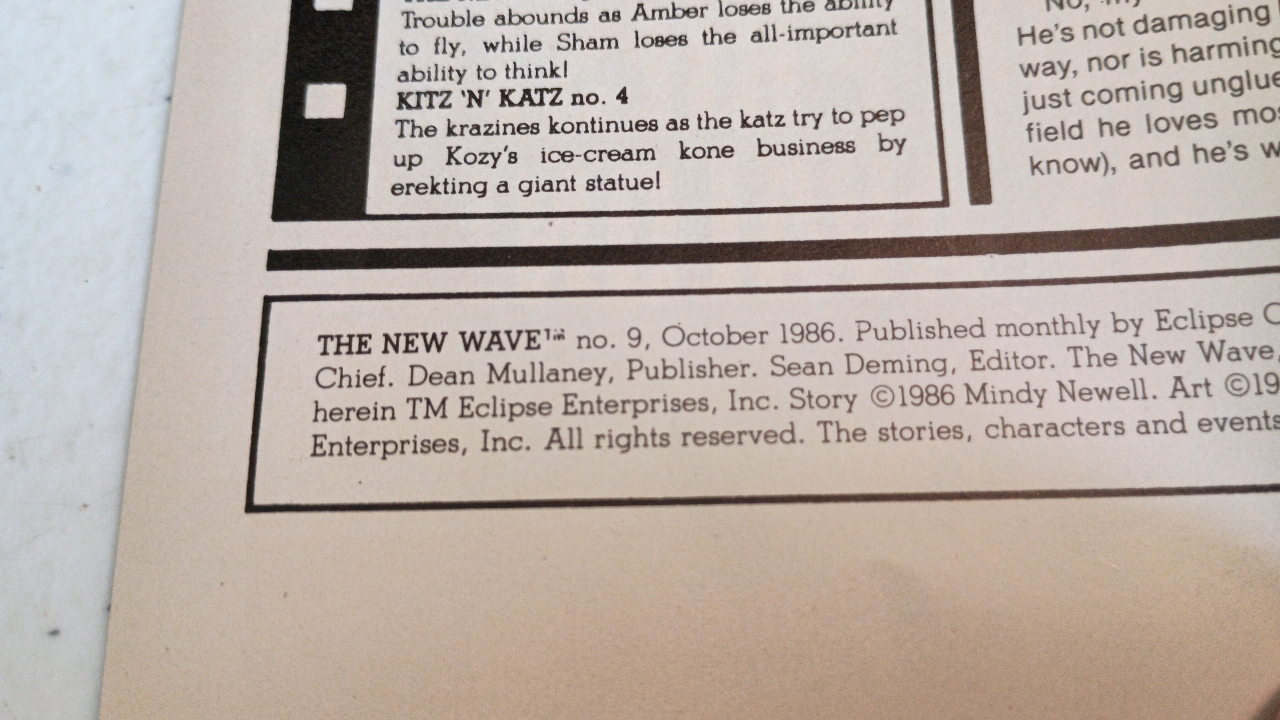 Trouble abounds as Amber loses the ability
to fly, while Sham loses the all-important
ability to think!
KITZ 'N' KATZ no. 4
The krazines kontinues as the katz try to pep
up Kozy's ice-cream kone business by
erekting a giant statue!
No,
He's not damaging
way, nor is harming
just coming unglue
field he loves mo
know), and he's w
THE NEW WAVE™ no. 9, October 1986. Published monthly by Eclipse C
Chief. Dean Mullaney, Publisher. Sean Deming, Editor. The New Wave,
herein TM Eclipse Enterprises, Inc. Story ©1986 Mindy Newell. Art ©19
Enterprises, Inc. All rights reserved. The stories, characters and events